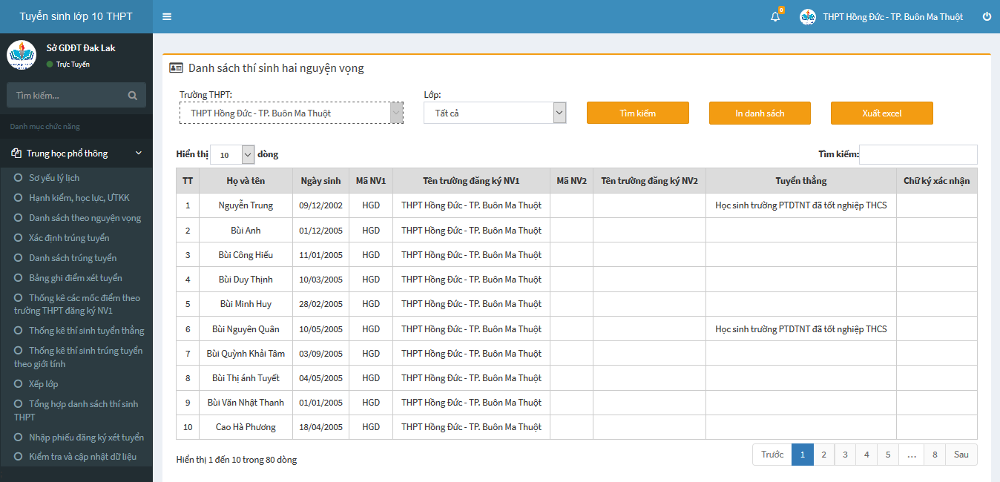 Tuyển sinh lớp 10 THPT
0
THPT Hồng Đức - TP. Buôn Ma Thuột
Sở GDĐT Đak Lak
Trực Tuyến
Tìm kiếm...
Danh mục chức năng
Trung học phổ thông
Sơ yếu lý lịch
Hạnh kiểm, học lực, ƯTKK
Danh sách theo nguyện vọng
Xác định trúng tuyển
Danh sách trúng tuyển
Bảng ghi điểm xét tuyển
Thống kê các mốc điểm theo
trường THPT đăng ký NV1
Thống kê thí sinh tuyển thẳng
Thống kê thí sinh trúng tuyển
theo giới tính
Xếp lớp
Tổng hợp danh sách thí sinh
THPT
Nhập phiếu đăng ký xét tuyển
Kiểm tra và cập nhật dữ liệu
Danh sách thí sinh hai nguyện vọng
Trường THPT: Lớp:
THPT Hồng Đức - TP. Buôn Ma Thuột Tất cả Tìm kiếm In danh sách Xuất excel
Hiển thị 10 dòng Tìm kiếm:
TT Họ và tên Ngày sinh Mã NV1 Tên trường đăng ký NV1 Mã NV2 Tên trường đăng ký NV2 Tuyển thẳng Chữ ký xác nhận
1 Nguyễn Trung 09/12/2002 HGD THPT Hồng Đức - TP. Buôn Ma Thuột Học sinh trường PTDTNT đã tốt nghiệp THCS
2 Bùi Anh 01/12/2005 HGD THPT Hồng Đức - TP. Buôn Ma Thuột
3 Bùi Công Hiếu 11/01/2005 HGD THPT Hồng Đức - TP. Buôn Ma Thuột
4 Bùi Duy Thịnh 10/03/2005 HGD THPT Hồng Đức - TP. Buôn Ma Thuột
5 Bùi Minh Huy 28/02/2005 HGD THPT Hồng Đức - TP. Buôn Ma Thuột
6 Bùi Nguyên Quân 10/05/2005 HGD THPT Hồng Đức - TP. Buôn Ma Thuột Học sinh trường PTDTNT đã tốt nghiệp THCS
7 Bùi Quỳnh Khải Tâm 03/09/2005 HGD THPT Hồng Đức - TP. Buôn Ma Thuột
8 Bùi Thị ánh Tuyết 04/05/2005 HGD THPT Hồng Đức - TP. Buôn Ma Thuột
9 Bùi Văn Nhật Thanh 01/01/2005 HGD THPT Hồng Đức - TP. Buôn Ma Thuột
10 Cao Hà Phương 18/04/2005 HGD THPT Hồng Đức - TP. Buôn Ma Thuột
Hiển thị 1 đến 10 trong 80 dòng
Trước 1 2 3 4 5 ... 8 Sau